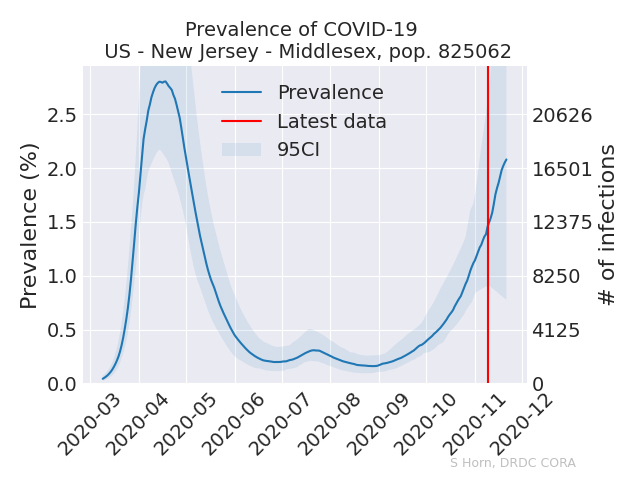 Prevalence of COVID-19
US - New Jersey - Middlesex, pop. 825062
Prevalence
Latest data
95CI
Prevalence (%)
2.5
2.0
1.5
1.0
0.5
0.0
20626
16501
12375
8250
4125
0
# of infections
2020-03
2020-04
2020-05
2020-06
2020-07
2020-08
2020-09
2020-10
2020-11
2020-12
S Horn, DRDC CORA